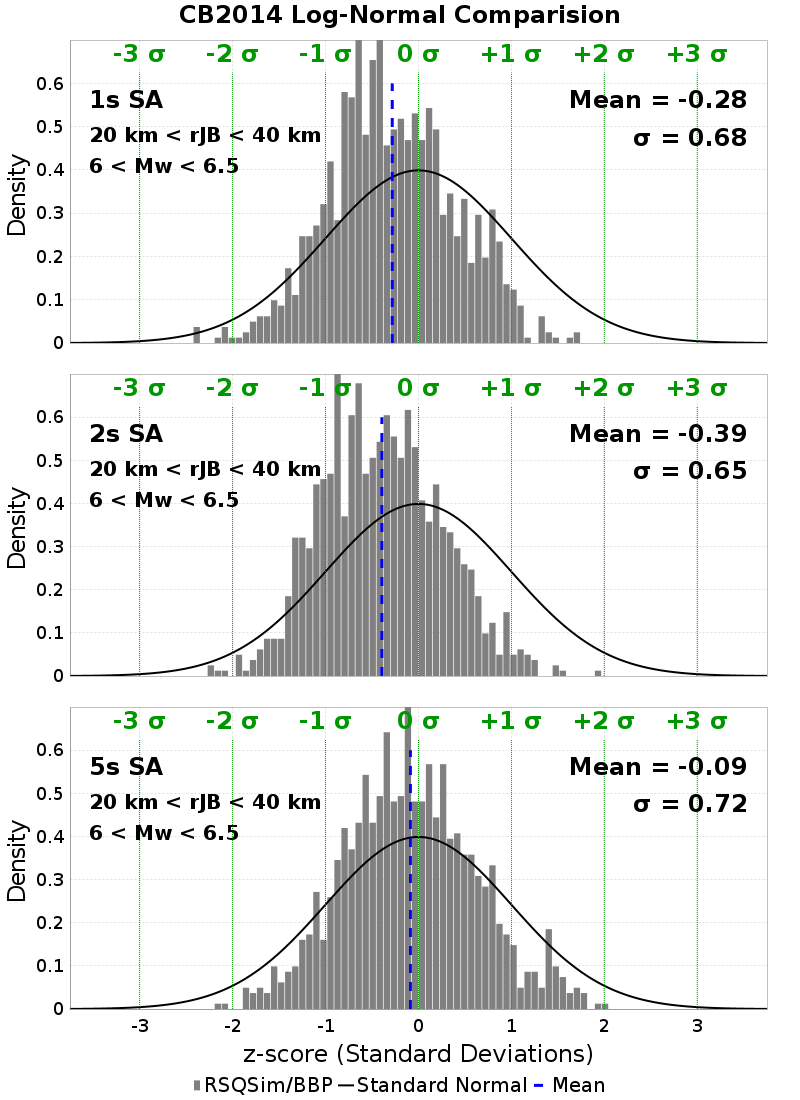 CB2014 Log-Normal Comparision
-3 σ -2 σ -1 σ 0 σ +1 σ +2 σ +3 σ
1s SA
20 km < rJB < 40 km
6 < Mw < 6.5
Mean = -0.28
σ = 0.68
Density
0.6
0.5
0.4
0.3
0.2
0.1
0
-3 σ -2 σ -1 σ 0 σ +1 σ +2 σ +3 σ
2s SA
20 km < rJB < 40 km
6 < Mw < 6.5
Mean = -0.39
σ = 0.65
Density
0.6
0.5
0.4
0.3
0.2
0.1
0
-3 σ -2 σ -1 σ 0 σ +1 σ +2 σ +3 σ
5s SA
20 km < rJB < 40 km
6 < Mw < 6.5
Mean = -0.09
σ = 0.72
Density
0.6
0.5
0.4
0.3
0.2
0.1
0
-3 -2 -1 0 1 2 3
z-score (Standard Deviations)
RSQSim/BBP Standard Normal Mean